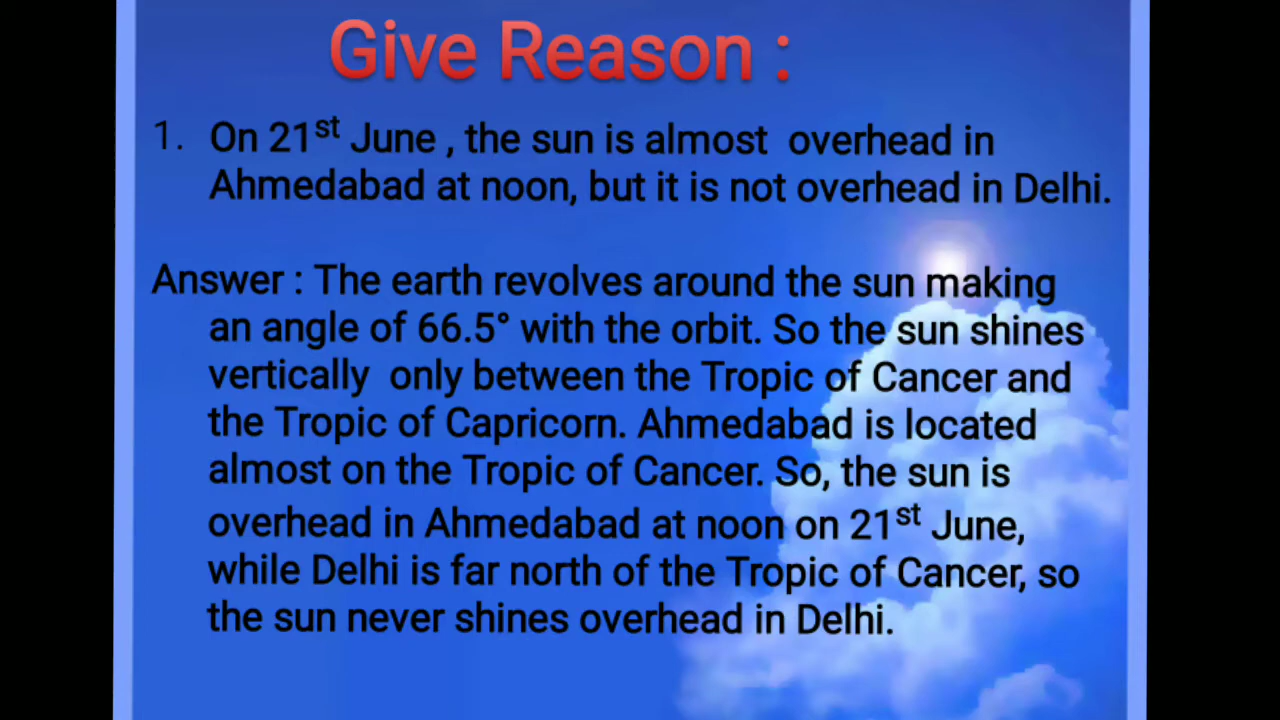 Give Reason :
1. On 21st June , the sun is almost overhead in
Ahmedabad at noon, but it is not overhead in Delhi.
Answer : The earth revolves around the sun making
an angle of 66.5° with the orbit. So the sun shines
vertically only between the Tropic of Cancer and
the Tropic of Capricorn. Ahmedabad is located
almost on the Tropic of Cancer. So, the sun is
overhead in Ahmedabad at noon on 21st June,
while Delhi is far north of the Tropic of Cancer, so
the sun never shines overhead in Delhi.